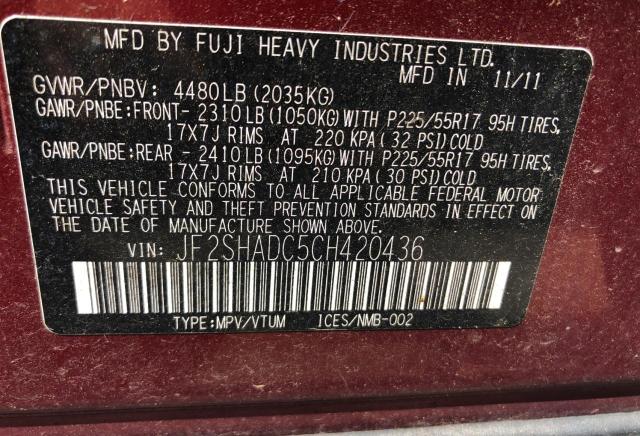 MFD BY FUJI HEAVY INDUSTRIES LTD.
MFD IN 11/11
GVWR/PNBV: 4480LB(2035KG)
GAWR/PNBE:FRONT- 2310LB(1050KG)WITH P225/55R17 95H TIRES,
17X7J RIMS AT 220 KPA(32 PSI)COLD
GAWR/PNBE:REAR - 2410LB(1095KG)WITH P225/55R17 95H TIRES,
17X7J RIMS AT 210 KPA(30 PSI)COLD
THIS VEHICLE CONFORMS TO ALL APPLICABLE FEDERAL MOTOR
VEHICLE SAFETY AND THEFT PREVENTION STANDARDS IN EFFECT ON
THE DATE OF MANUFACTURE SHOWN ABOVE.
VIN: JF2SHADC5CH420436
TYPE:MPV/VTUM ICES/NMB-002